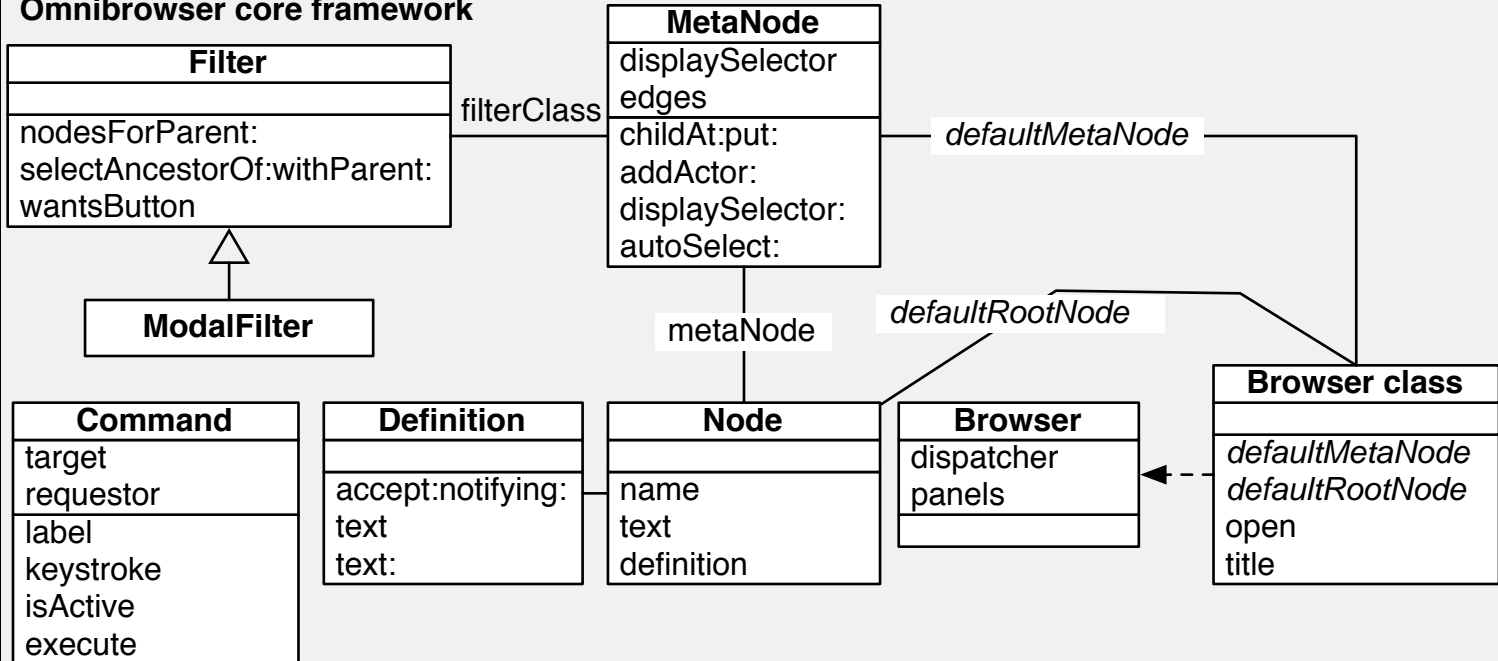 Omnibrowser core framework
Filter
nodesForParent:
selectAncestorOf:withParent:
wantsButton
ModalFilter
filterClass
MetaNode
displaySelector
edges
childAt:put:
addActor:
displaySelector:
autoSelect:
defaultMetaNode
metaNode
defaultRootNode
Command
target
requestor
label
keystroke
isActive
execute
Definition
accept:notifying:
text
text:
Node
name
text
definition
Browser
dispatcher
panels
Browser class
defaultMetaNode
defaultRootNode
open
title